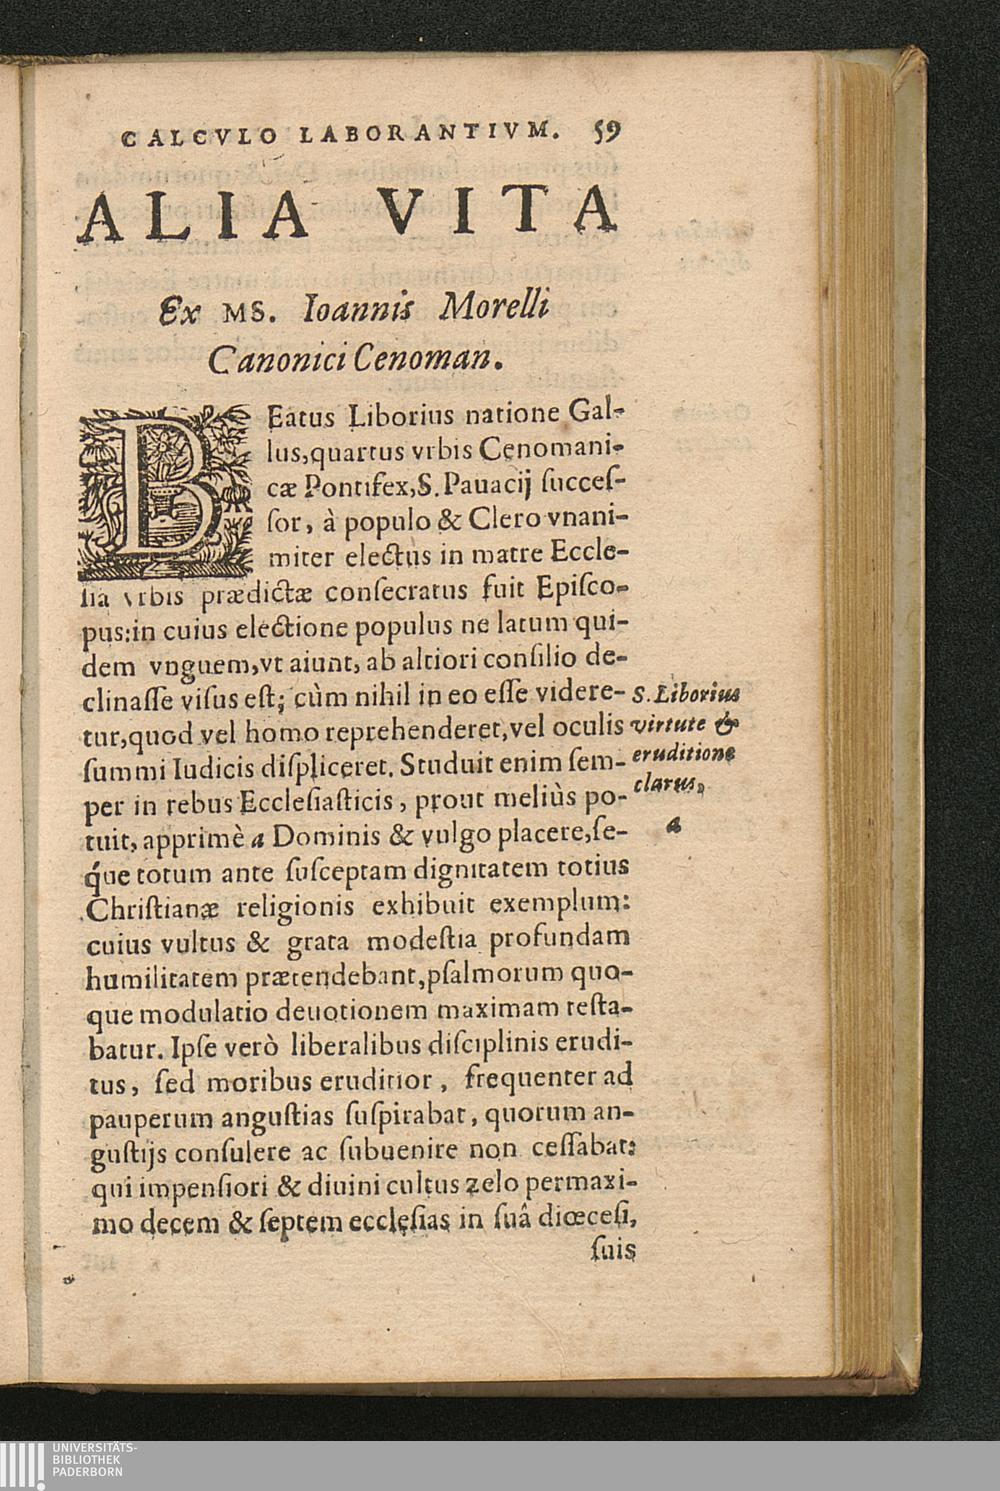 CALCVLO LABORANTIVM. 59
ALIA VITA
Ex MS. Ioannis Morelli
Canonici Cenoman.
BEatus Liborius natione Gal-
lus,quartus vrbis Cenomani-
cæ Pontifex,S.Pauacij succes-
sor, à populo & Clero vnani-
miter electus in matre Eccle-
sia vrbis prædictæ consecratus fuit Episco-
pus:in cuius electione populus ne latum qui-
dem vnguem,vt aiunt, ab altiori consilio de-
clinasse visus est; cùm nihil in eo esse videre-
tur,quod vel homo reprehenderet,vel oculis
summi Iudicis displiceret. Studuit enim sem-
per in rebus Ecclesiasticis, prout meliùs po-
tuit, apprimè a Dominis & vulgo placere,se-
q́ue totum ante susceptam dignitatem totius
Christianæ religionis exhibuit exemplum:
cuius vultus & grata modestia profundam
humilitatem prætendebant,psalmorum quo-
que modulatio deuotionem maximam testa-
batur. Ipse verò liberalibus disciplinis erudi-
tus, sed moribus eruditior, frequenter ad
pauperum angustias suspirabat, quorum an-
gustijs consulere ac subuenire non cessabat:
qui impensiori & diuini cultus zelo permaxi-
mo decem & septem ecclesias in suâ diœcesi,
suis
S. Liborius
virtute &
eruditione
clarus.
a
UNIVERSITÄTS-
BIBLIOTHEK
PADERBORN